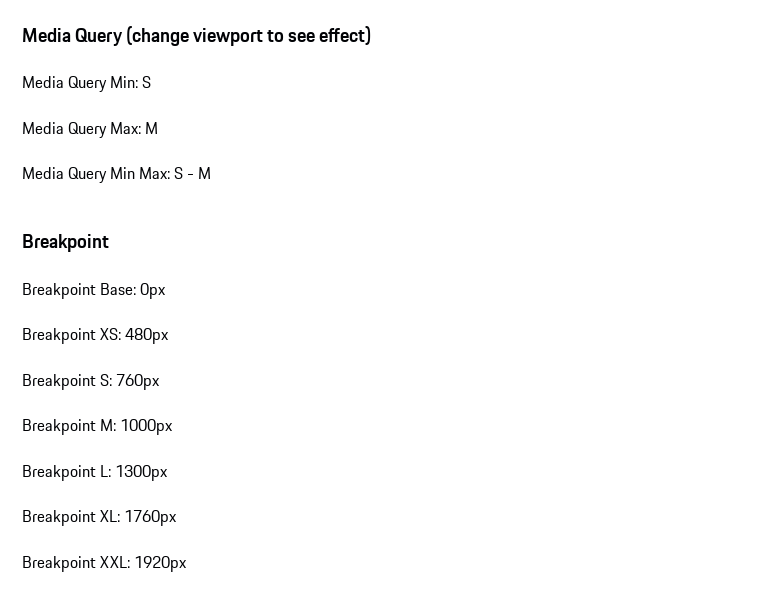 Media Query (change viewport to see effect)
Media Query Min: S
Media Query Max: M
Media Query Min Max: S - M
Breakpoint
Breakpoint Base: 0px
Breakpoint XS: 480px
Breakpoint S: 760px
Breakpoint M: 1000px
Breakpoint L: 1300px
Breakpoint XL: 1760px
Breakpoint XXL: 1920px